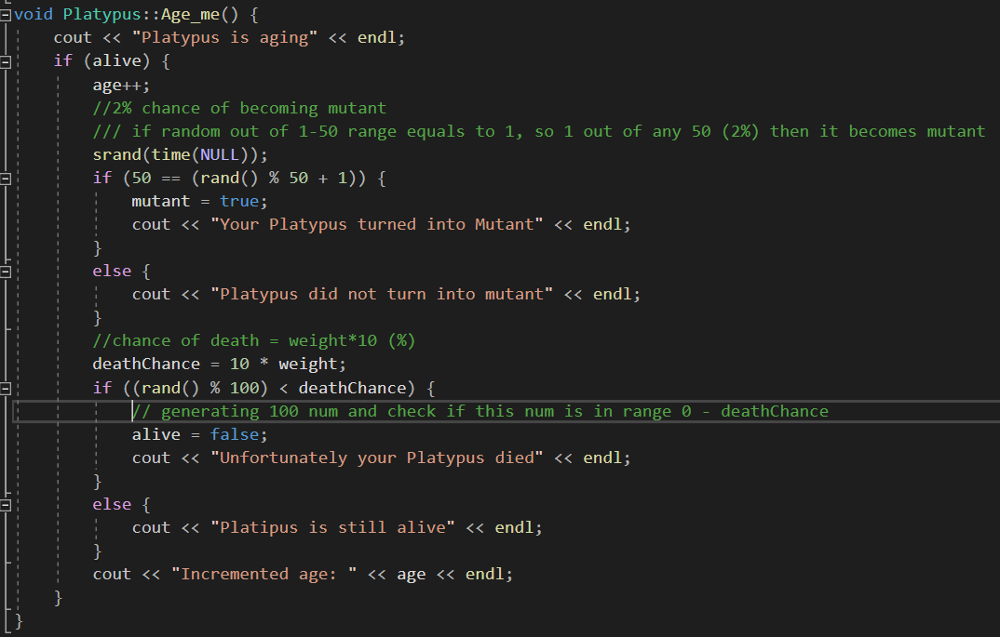 void Platypus::Age_me() {
cout << "Platypus is aging" << endl;
if (alive) {
age++;
//2% chance of becoming mutant
/// if random out of 1-50 range equals to 1, so 1 out of any 50 (2%) then it becomes mutant
srand(time(NULL));
if (50 == (rand() % 50 + 1)) {
mutant = true;
cout << "Your Platypus turned into Mutant" << endl;
}
else {
cout << "Platypus did not turn into mutant" << endl;
}
//chance of death = weight*10 (%)
deathChance = 10 * weight;
if ((rand() % 100) < deathChance) {
// generating 100 num and check if this num is in range 0 - deathChance
alive = false;
cout << "Unfortunately your Platypus died" << endl;
}
else {
cout << "Platipus is still alive" << endl;
}
cout << "Incremented age: " << age << endl;
}
}